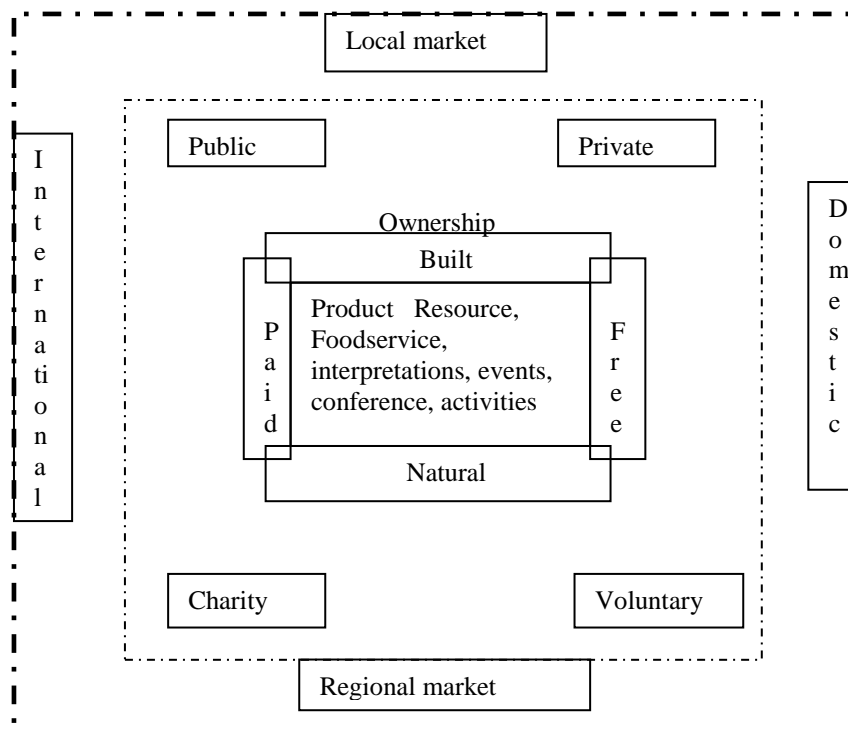 Local market
Public
Private
International
Domestic
Ownership
Built
Paid
Product Resource,
Foodservice,
interpretations, events,
conference, activities
Free
Natural
Charity
Voluntary
Regional market